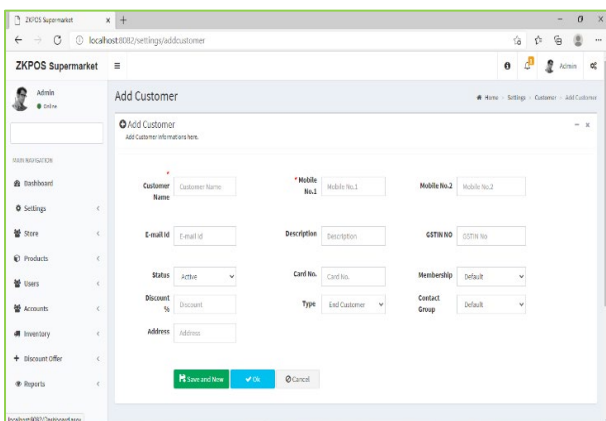 ZKPOS Supermarket
localhost:8082/settings/addcustomer
ZKPOS Supermarket
Admin
Admin
Online
Add Customer
Home - Settings - Customer - Add Customer
Add Customer
Add Customer informations here.
MAIN NAVIGATION
Dashboard
Settings
Store
Products
Users
Accounts
Inventory
Discount Offer
Reports
* Customer Name
Customer Name
* Mobile No.1
Mobile No.1
Mobile No.2
Mobile No.2
E-mail Id
E-mail Id
Description
Description
GSTIN NO
GSTIN No
Status
Active
Card No.
Card No.
Membership
Default
Discount %
Discount
Type
End Customer
Contact Group
Default
Address
Address
Save and New
Ok
Cancel